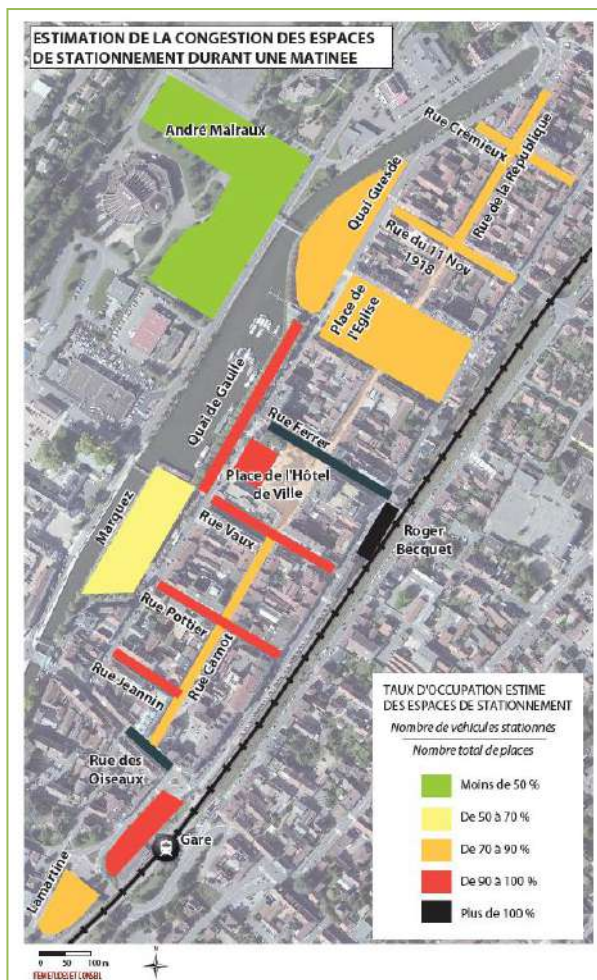 ESTIMATION DE LA CONGESTION DES ESPACES
DE STATIONNEMENT DURANT UNE MATINEE
André Malraux
Rue Crémieux
Rue de la République
Quai Guesde
Rue du 11 Nov
1918
Place de
l'Eglise
Quai de Gaulle
Rue Ferrer
Place de l'Hôtel
de Ville
Marquez
Rue Vaux
Roger
Becquet
Rue Pottier
Rue Carnot
Rue Jeannin
Rue des
Oiseaux
Gare
Lamartine
TAUX D'OCCUPATION ESTIME
DES ESPACES DE STATIONNEMENT
Nombre de véhicules stationnés
Nombre total de places
Moins de 50 %
De 50 à 70 %
De 70 à 90 %
De 90 à 100 %
Plus de 100 %
0 50 100 m